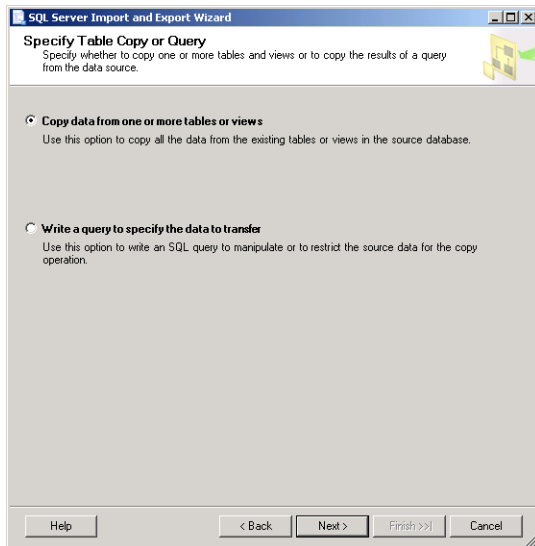 SQL Server Import and Export Wizard
Specify Table Copy or Query
Specify whether to copy one or more tables and views or to copy the results of a query
from the data source.
Copy data from one or more tables or views
Use this option to copy all the data from the existing tables or views in the source database.
Write a query to specify the data to transfer
Use this option to write an SQL query to manipulate or to restrict the source data for the copy
operation.
Help < Back Next > Finish >>| Cancel